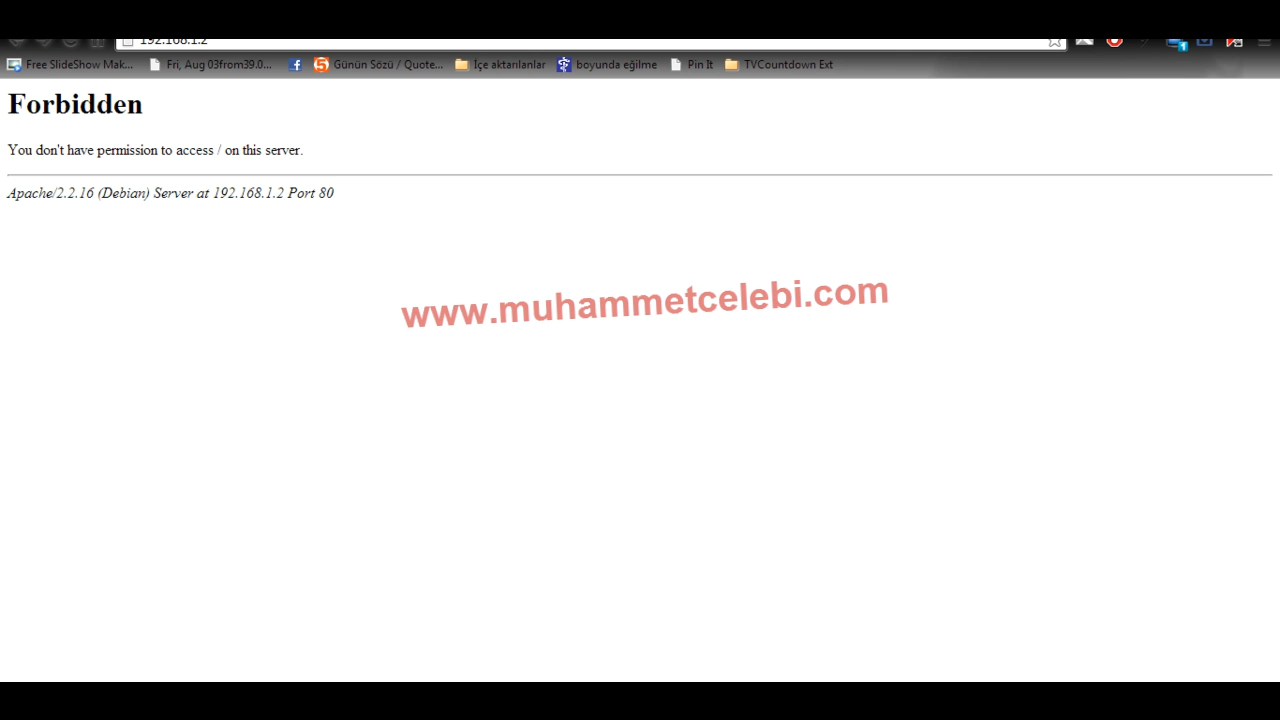 192.168.1.2
Free SlideShow Mak... Fri, Aug 03from39.0... Günün Sözü / Quote... İçe aktarılanlar boyunda eğilme Pin It TVCountdown Ext
Forbidden
You don't have permission to access / on this server.
Apache/2.2.16 (Debian) Server at 192.168.1.2 Port 80
www.muhammetcelebi.com